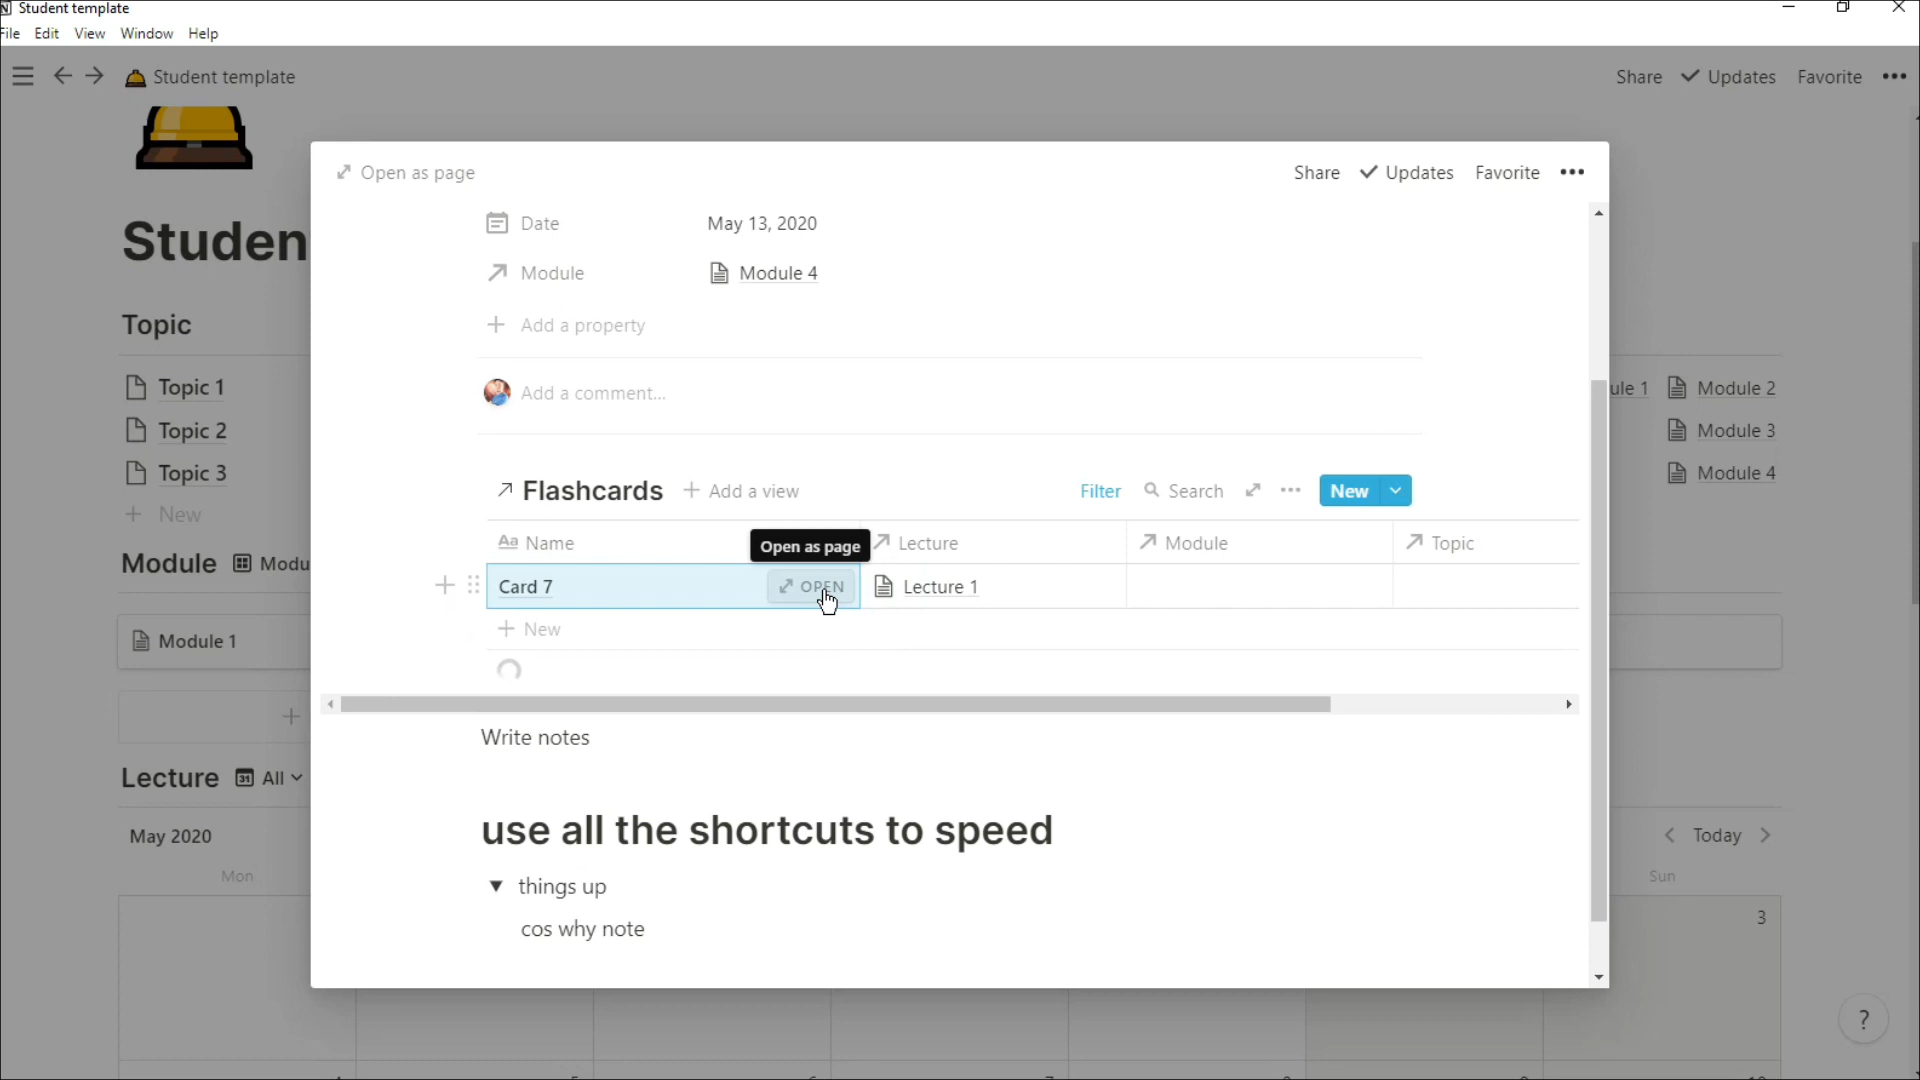 Student template
File Edit View Window Help
Student template Share Updates Favorite
Open as page Share Updates Favorite
Date May 13, 2020
Module Module 4
Add a property
Add a comment...
Flashcards Add a view Filter Search New
Aa Name Open as page Lecture Module Topic
Card 7 OPEN Lecture 1
New
Write notes
use all the shortcuts to speed
things up
cos why note
Topic
Topic 1
Topic 2
Topic 3
New
Module 2
Module 3
Module 4
Module
Module 1
Lecture 31 All
May 2020 Today
Mon Sun
3
?